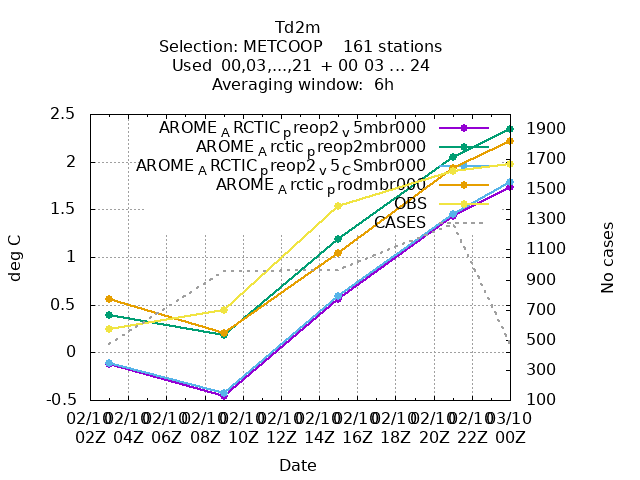 Td2m
Selection: METCOOP    161 stations
Used  00,03,...,21  + 00 03 ... 24
Averaging window:  6h
2.5
2
1.5
1
0.5
0
-0.5
deg C
AROME_ARCTIC_preop2_v5mbr000
AROME_Arctic_preop2mbr000
AROME_ARCTIC_preop2_v5_CSmbr000
AROME_Arctic_prodmbr000
OBS
CASES
1900
1700
1500
1300
1100
900
700
500
300
100
No cases
02/10 02/10 02/10 02/10 02/10 02/10 02/10 02/10 02/10 02/10 02/10 03/10
02Z 04Z 06Z 08Z 10Z 12Z 14Z 16Z 18Z 20Z 22Z 00Z
Date